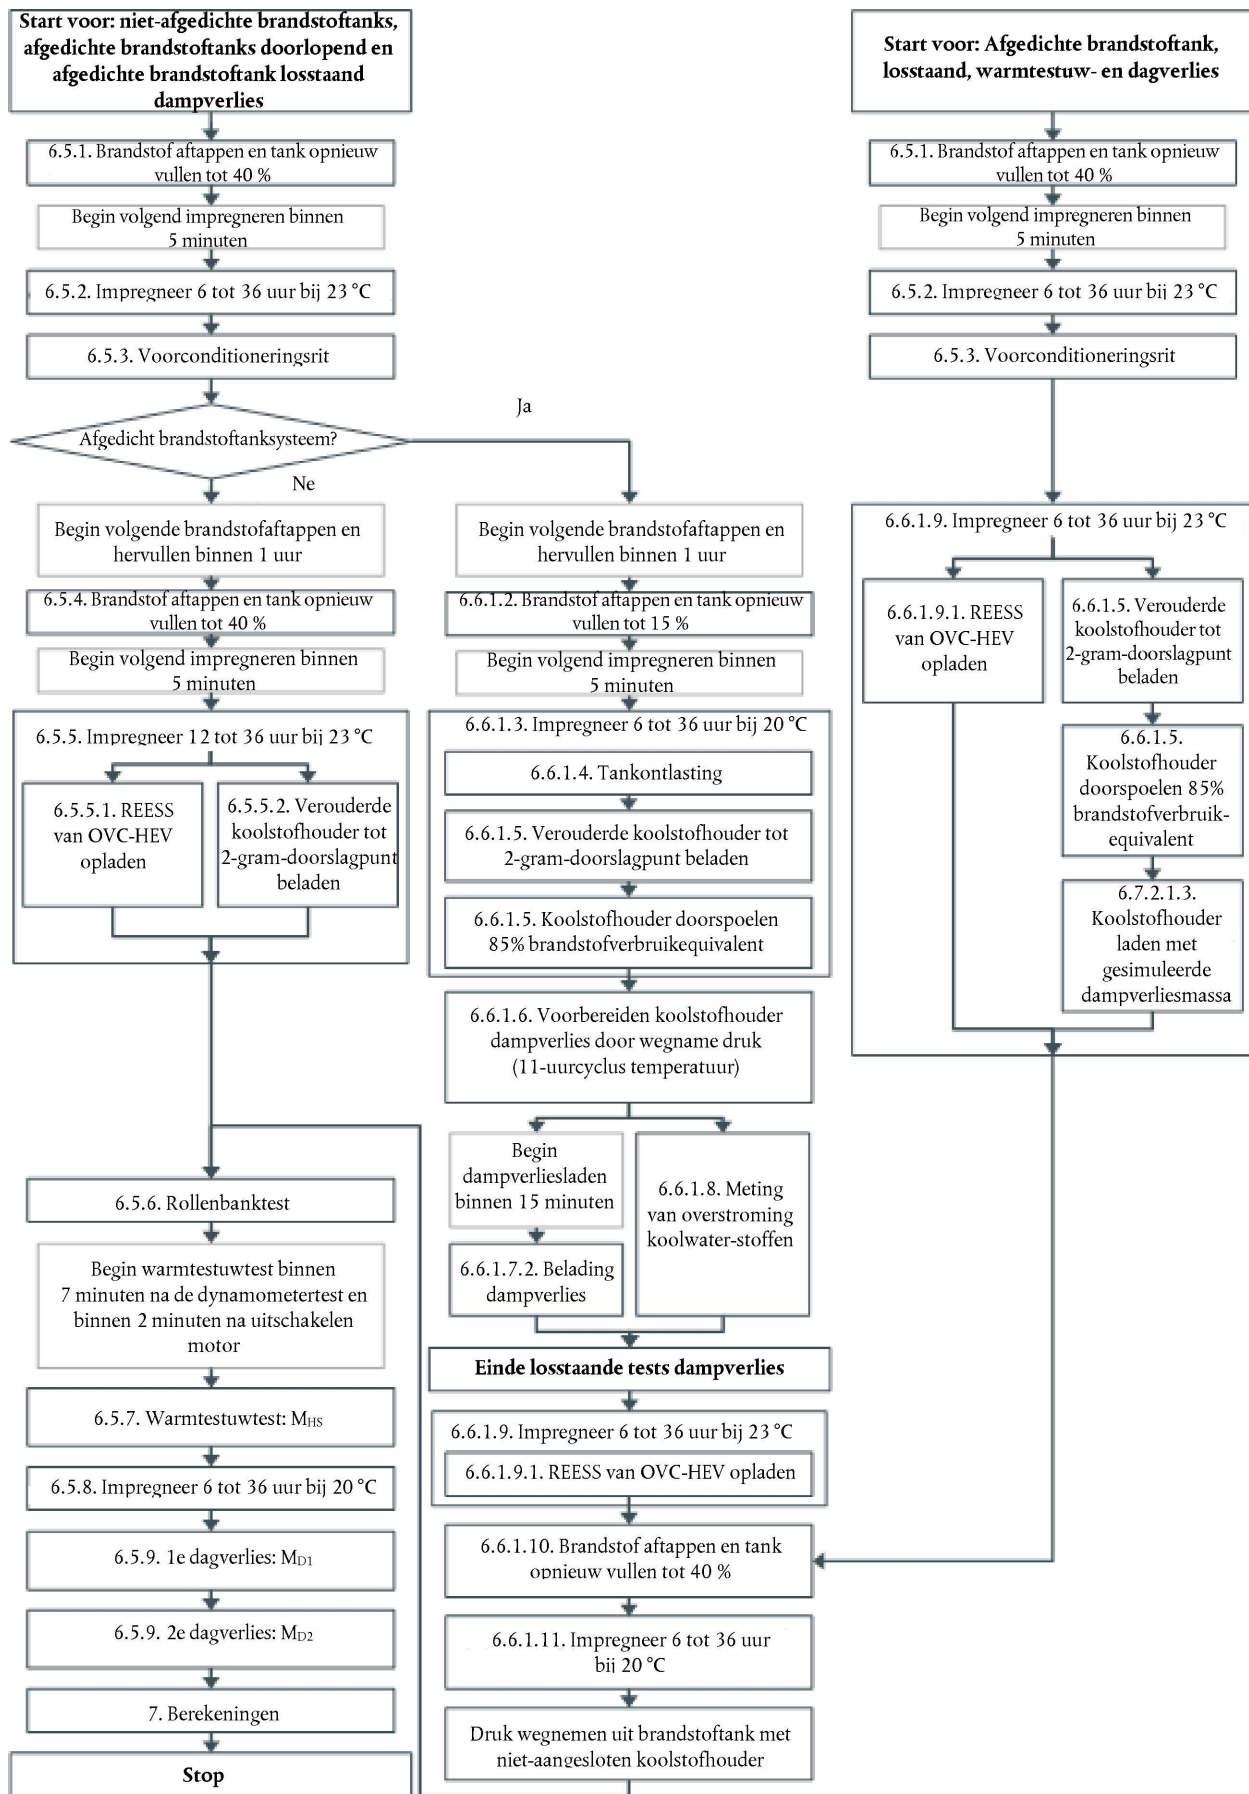 Start voor: niet-afgedichte brandstoftanks,
afgedichte brandstoftanks doorlopend en
afgedichte brandstoftank losstaand
dampverlies
6.5.1. Brandstof aftappen en tank opnieuw
vullen tot 40 %
Begin volgend impregneren binnen
5 minuten
6.5.2. Impregneer 6 tot 36 uur bij 23 °C
6.5.3. Voorconditioneringsrit
Afgedicht brandstoftanksysteem?
Ja
Ne
Begin volgende brandstofaftappen en
hervullen binnen 1 uur
6.5.4. Brandstof aftappen en tank opnieuw
vullen tot 40 %
Begin volgend impregneren binnen
5 minuten
6.5.5. Impregneer 12 tot 36 uur bij 23 °C
6.5.5.1. REESS
van OVC-HEV
opladen
6.5.5.2. Verouderde
koolstofhouder tot
2-gram-doorslagpunt
beladen
6.5.6. Rollenbanktest
Begin warmtestuwtest binnen
7 minuten na de dynamometertest en
binnen 2 minuten na uitschakelen
motor
6.5.7. Warmtestuwtest: MHS
6.5.8. Impregneer 6 tot 36 uur bij 20 °C
6.5.9. 1e dagverlies: MD1
6.5.9. 2e dagverlies: MD2
7. Berekeningen
Stop
Begin volgende brandstofaftappen en
hervullen binnen 1 uur
6.6.1.2. Brandstof aftappen en tank opnieuw
vullen tot 15 %
Begin volgend impregneren binnen
5 minuten
6.6.1.3. Impregneer 6 tot 36 uur bij 20 °C
6.6.1.4. Tankontlasting
6.6.1.5. Verouderde koolstofhouder tot
2-gram-doorslagpunt beladen
6.6.1.5. Koolstofhouder doorspoelen
85% brandstofverbruikequivalent
6.6.1.6. Voorbereiden koolstofhouder
dampverlies door wegname druk
(11-uurcyclus temperatuur)
Begin
dampverliesladen
binnen 15 minuten
6.6.1.7.2. Belading
dampverlies
6.6.1.8. Meting
van overstroming
koolwater-stoffen
Einde losstaande tests dampverlies
6.6.1.9. Impregneer 6 tot 36 uur bij 23 °C
6.6.1.9.1. REESS van OVC-HEV opladen
6.6.1.10. Brandstof aftappen en tank
opnieuw vullen tot 40 %
6.6.1.11. Impregneer 6 tot 36 uur
bij 20 °C
Druk wegnemen uit brandstoftank met
niet-aangesloten koolstofhouder
Start voor: Afgedichte brandstoftank,
losstaand, warmtestuw- en dagverlies
6.5.1. Brandstof aftappen en tank opnieuw
vullen tot 40 %
Begin volgend impregneren binnen
5 minuten
6.5.2. Impregneer 6 tot 36 uur bij 23 °C
6.5.3. Voorconditioneringsrit
6.6.1.9. Impregneer 6 tot 36 uur bij 23 °C
6.6.1.9.1. REESS
van OVC-HEV
opladen
6.6.1.5. Verouderde
koolstofhouder tot
2-gram-doorslagpunt
beladen
6.6.1.5.
Koolstofhouder
doorspoelen 85%
brandstofverbruik-
equivalent
6.7.2.1.3.
Koolstofhouder
laden met
gesimuleerde
dampverliesmassa